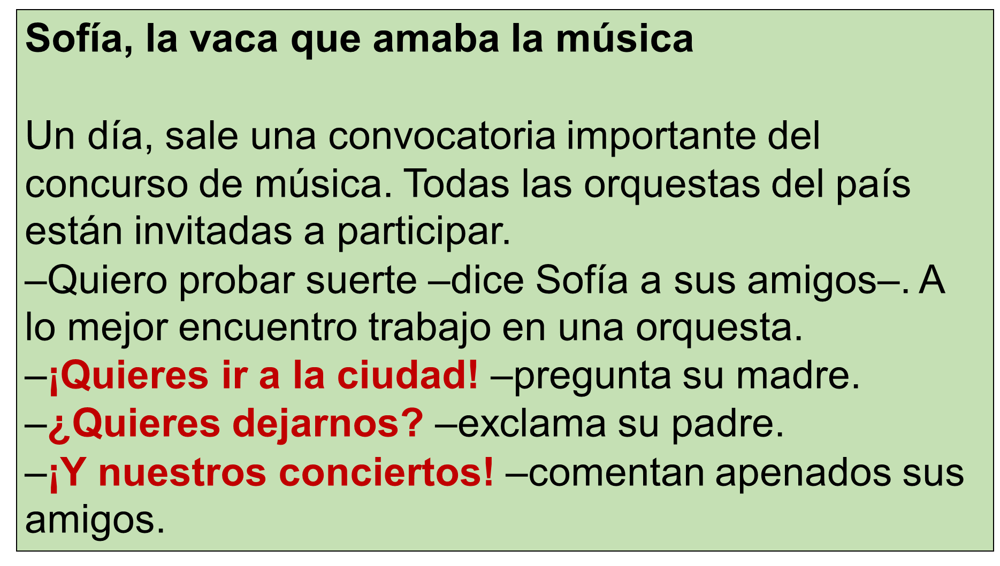 Sofía, la vaca que amaba la música
Un día, sale una convocatoria importante del
concurso de música. Todas las orquestas del país
están invitadas a participar.
–Quiero probar suerte –dice Sofía a sus amigos–. A
lo mejor encuentro trabajo en una orquesta.
–¡Quieres ir a la ciudad! –pregunta su madre.
–¿Quieres dejarnos? –exclama su padre.
–¡Y nuestros conciertos! –comentan apenados sus
amigos.